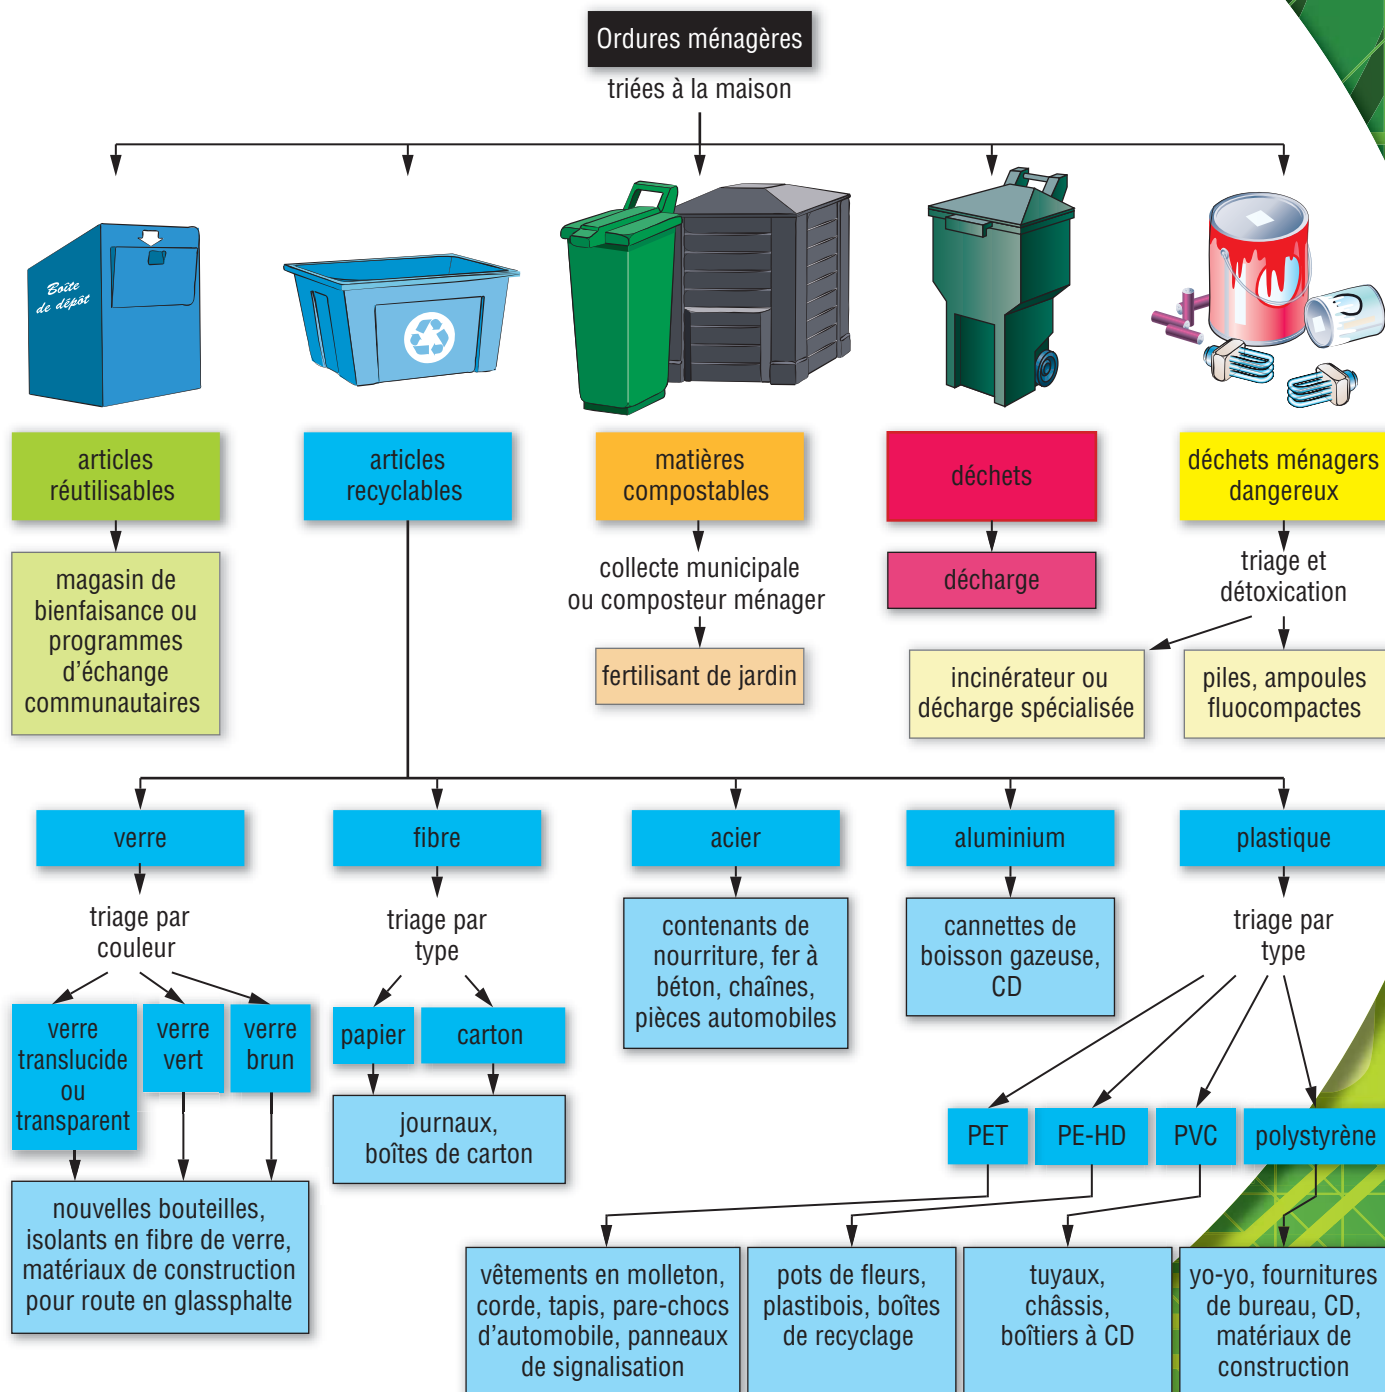 Ordures ménagères
triées à la maison
Boîte
de dépôt
articles
réutilisables
articles
recyclables
matières
compostables
déchets
déchets ménagers
dangereux
magasin de
bienfaisance ou
programmes
d'échange
communautaires
collecte municipale
ou composteur ménager
fertilisant de jardin
décharge
triage et
détoxication
incinérateur ou
décharge spécialisée
piles, ampoules
fluocompactes
verre
fibre
acier
aluminium
plastique
triage par
couleur
triage par
type
contenants de
nourriture, fer à
béton, chaînes,
pièces automobiles
cannettes de
boisson gazeuse,
CD
triage par
type
verre
translucide
ou
transparent
verre
vert
verre
brun
papier
carton
journaux,
boîtes de carton
PET
PE-HD
PVC
polystyrène
nouvelles bouteilles,
isolants en fibre de verre,
matériaux de construction
pour route en glassphalte
vêtements en molleton,
corde, tapis, pare-chocs
d'automobile, panneaux
de signalisation
pots de fleurs,
plastibois, boîtes
de recyclage
tuyaux,
châssis,
boîtiers à CD
yo-yo, fournitures
de bureau, CD,
matériaux de
construction